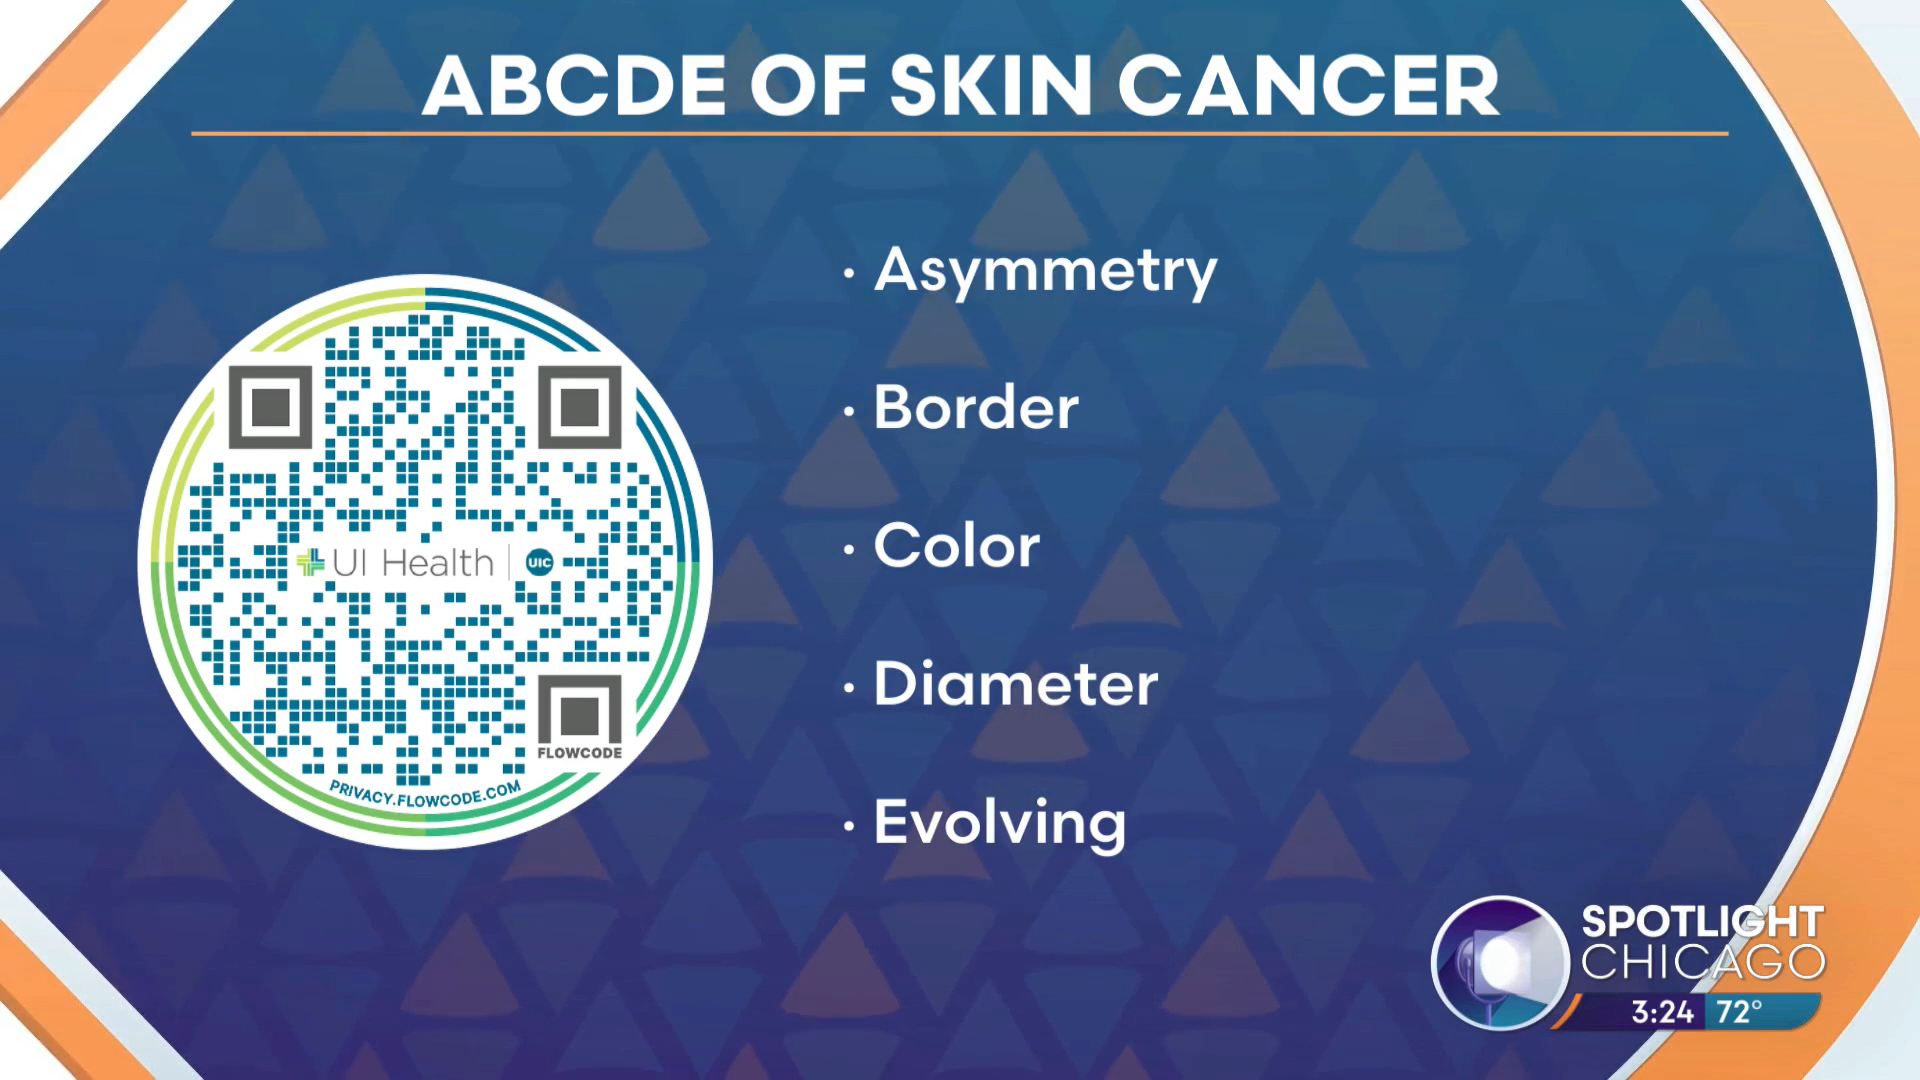 ABCDE OF SKIN CANCER
· Asymmetry
· Border
· Color
· Diameter
· Evolving
UI Health | UIC
FLOWCODE
PRIVACY.FLOWCODE.COM
SPOTLIGHT
CHICAGO
3:24 72°